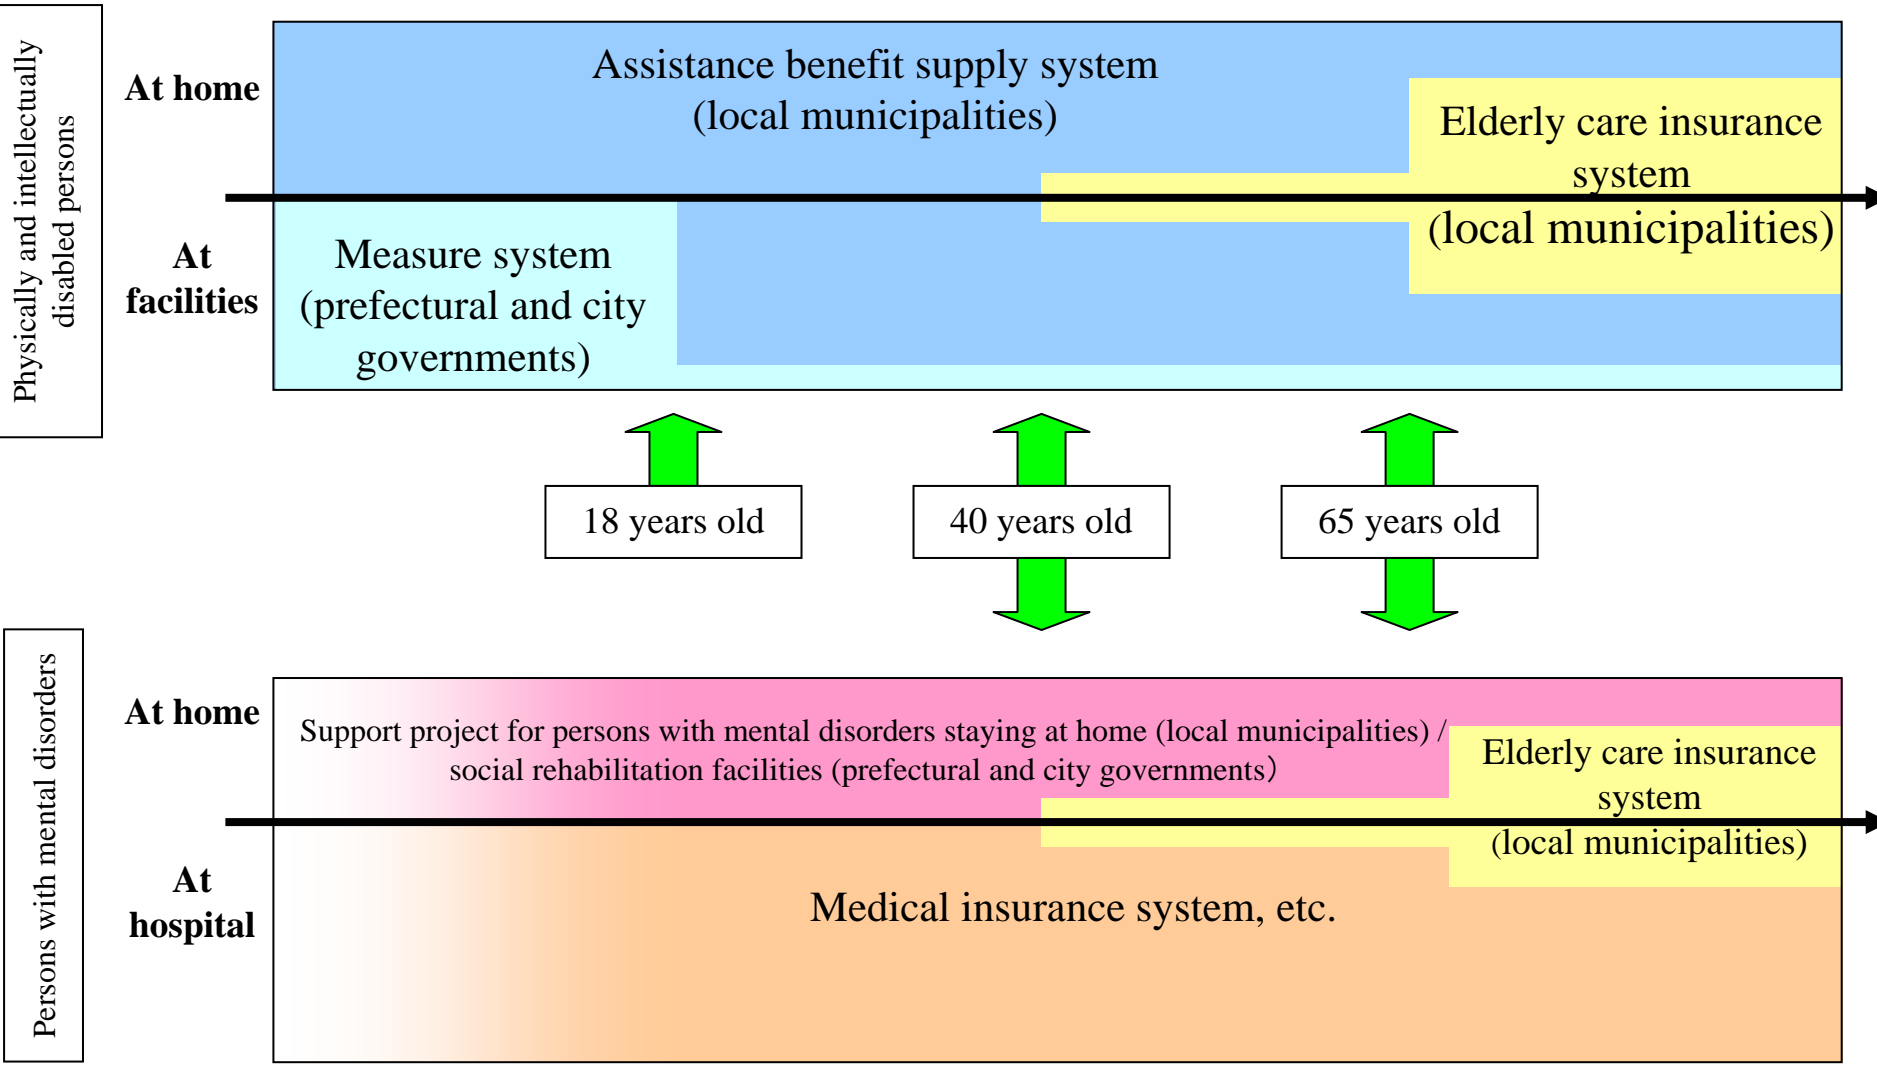 Physically and intellectually
disabled persons
At home
Assistance benefit supply system
(local municipalities)
Elderly care insurance
system
(local municipalities)
At
facilities
Measure system
(prefectural and city
governments)
18 years old
40 years old
65 years old
Persons with mental disorders
At home
Support project for persons with mental disorders staying at home (local municipalities) /
social rehabilitation facilities (prefectural and city governments）
Elderly care insurance
system
(local municipalities)
At
hospital
Medical insurance system, etc.